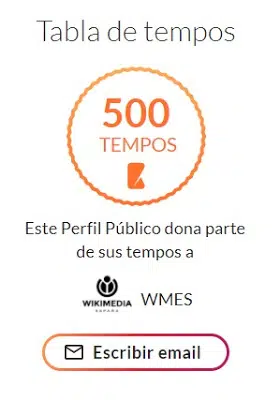 Tabla de tempos
500
TEMPOS
Este Perfil Público dona parte
de sus tempos a
WIKIMEDIA
ESPAÑA
WMES
Escribir email